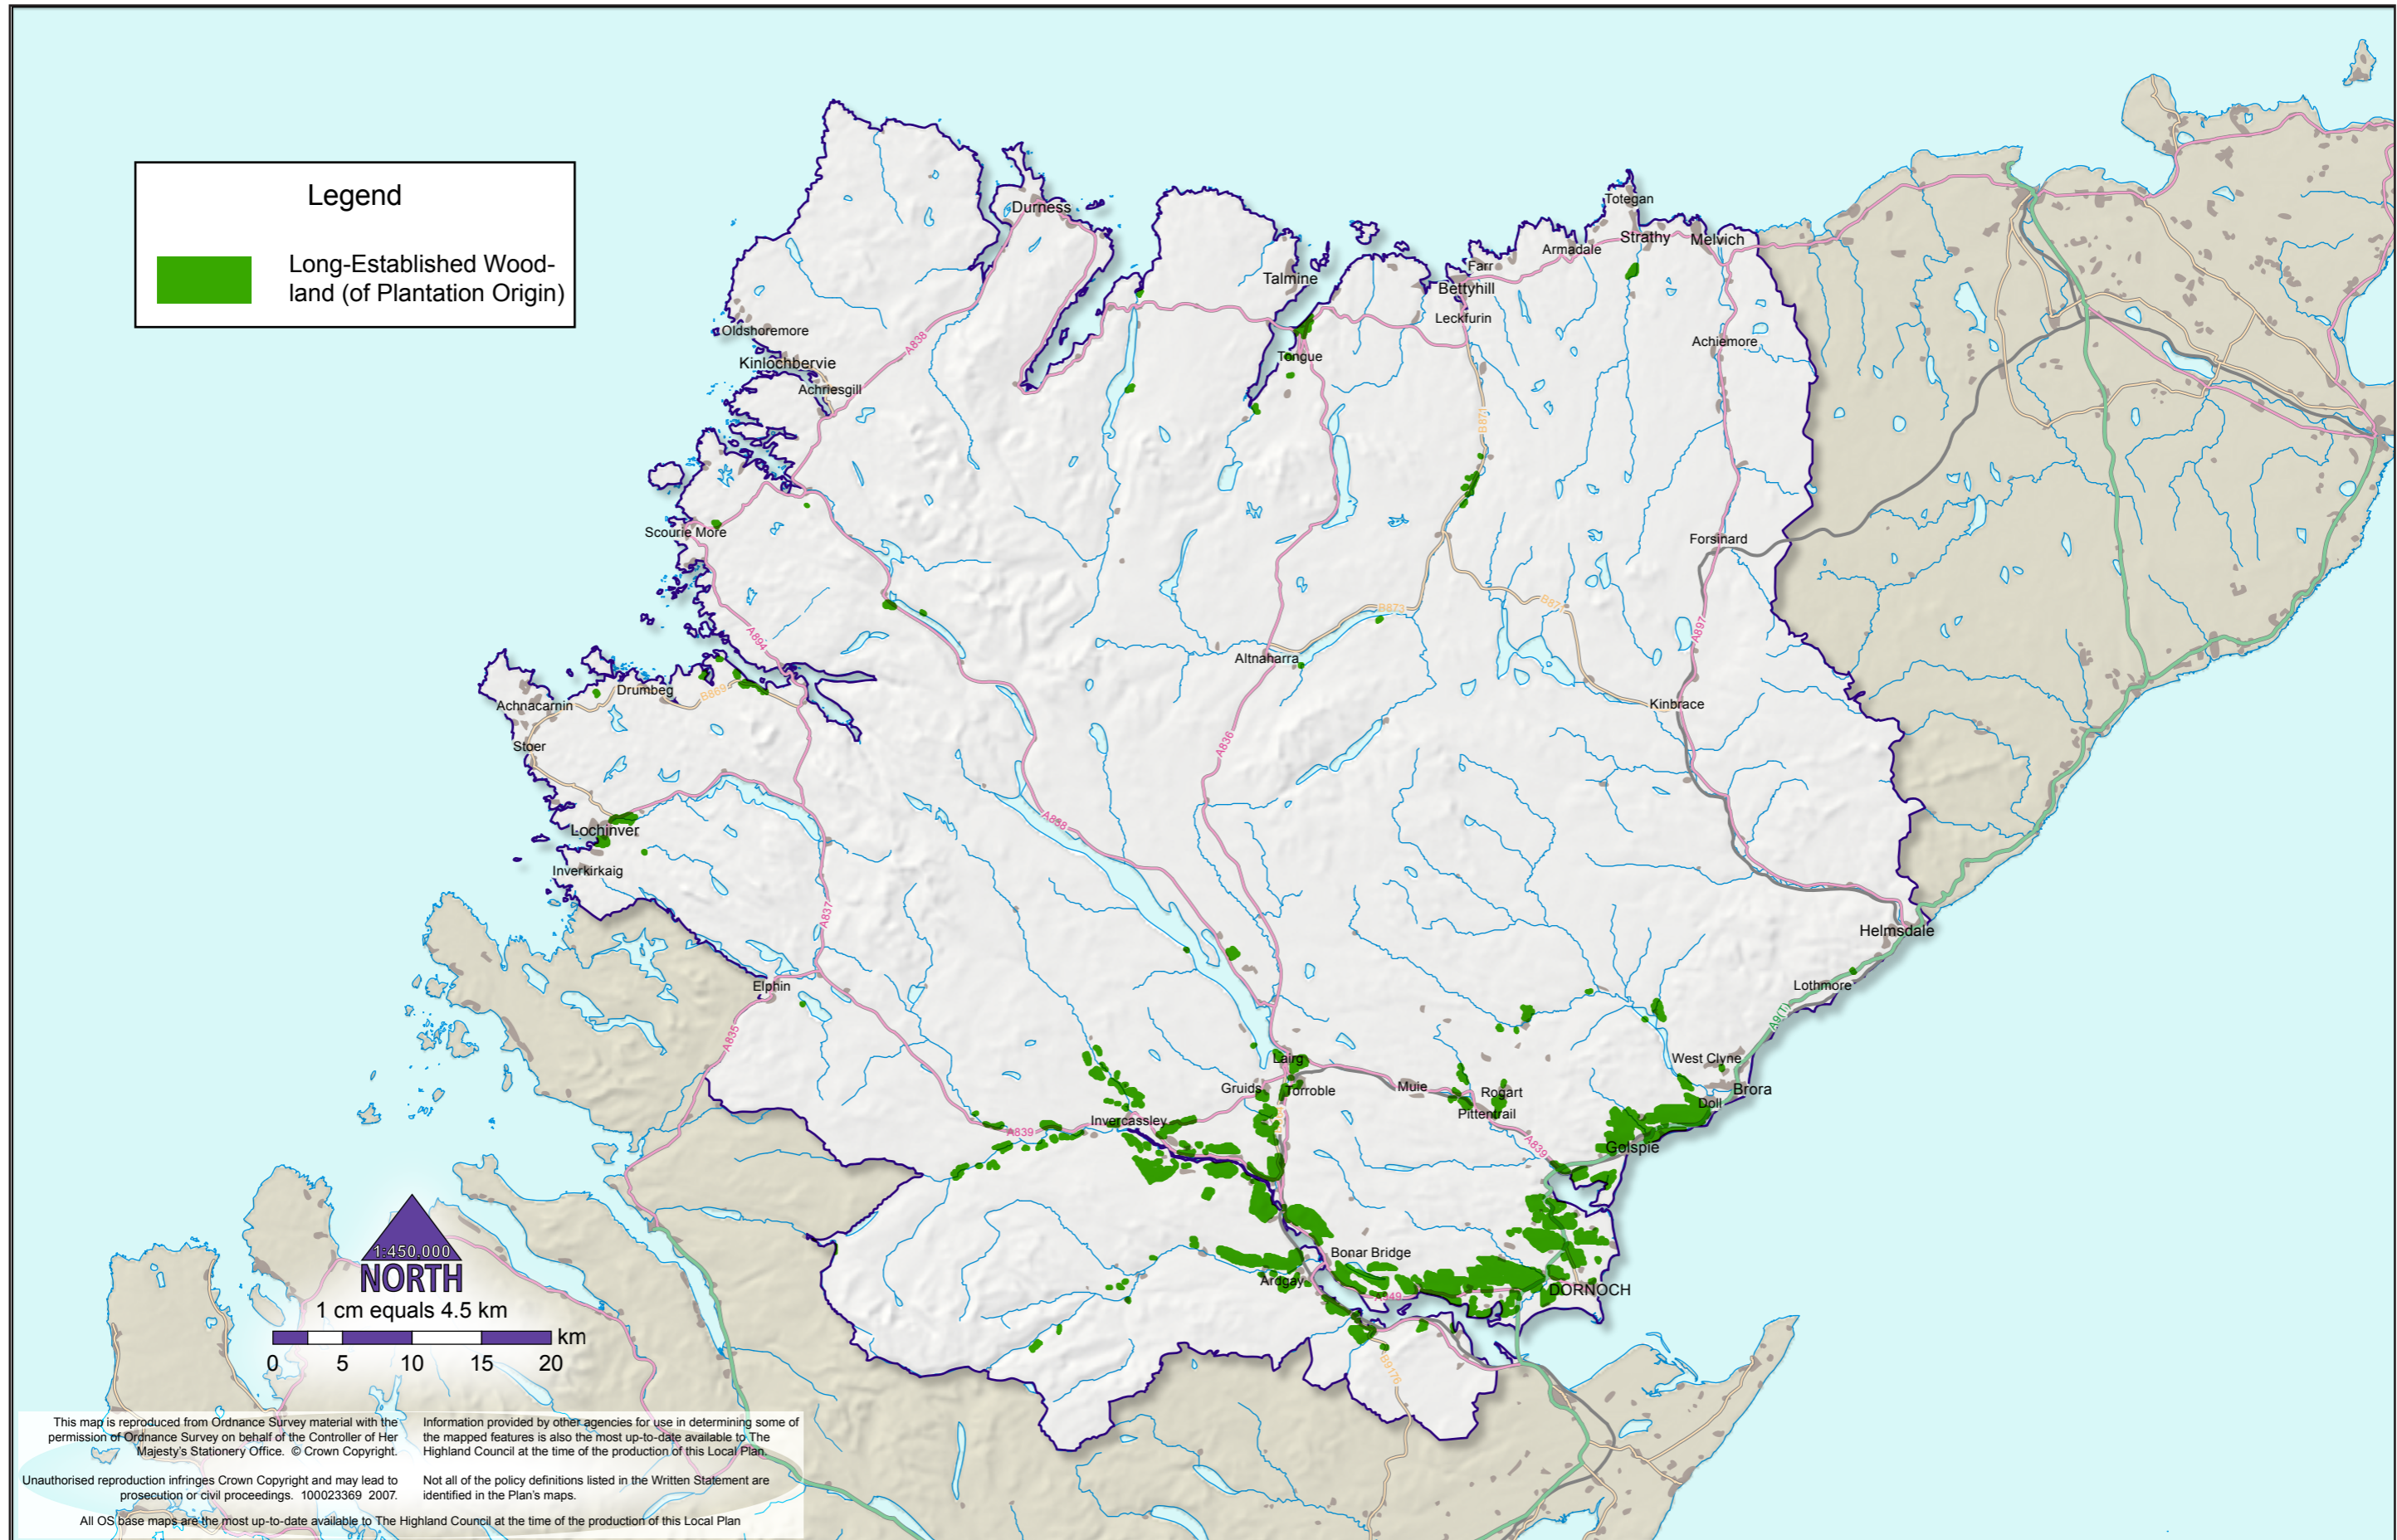 Legend
Long-Established Wood-
land (of Plantation Origin)
Durness
Totegan
Strathy
Melvich
Armadale
Farr
Talmine
Bettyhill
Leckfurin
Oldshoremore
A838
Achiemore
Tongue
Kinlochbervie
Achriesgill
B871
Scourie More
Forsinard
B873
B871
A897
A894
Altnaharra
Drumbeg
B869
Achnacarnin
Kinbrace
Stoer
A836
A838
Lochinver
Inverkirkaig
A837
Helmsdale
Elphin
Lothmore
A9(T)
A835
Lairg
West Clyne
Gruids
Torroble
Muie
Rogart
Brora
Doll
Pittentrail
Invercassley
A839
A839
Golspie
Bonar Bridge
Ardgay
DORNOCH
A949
B9176
1:450,000
NORTH
1 cm equals 4.5 km
km
0 5 10 15 20
This map is reproduced from Ordnance Survey material with the
permission of Ordnance Survey on behalf of the Controller of Her
Majesty's Stationery Office. © Crown Copyright.
Unauthorised reproduction infringes Crown Copyright and may lead to
prosecution or civil proceedings. 100023369 2007.
Information provided by other agencies for use in determining some of
the mapped features is also the most up-to-date available to The
Highland Council at the time of the production of this Local Plan.
Not all of the policy definitions listed in the Written Statement are
identified in the Plan's maps.
All OS base maps are the most up-to-date available to The Highland Council at the time of the production of this Local Plan